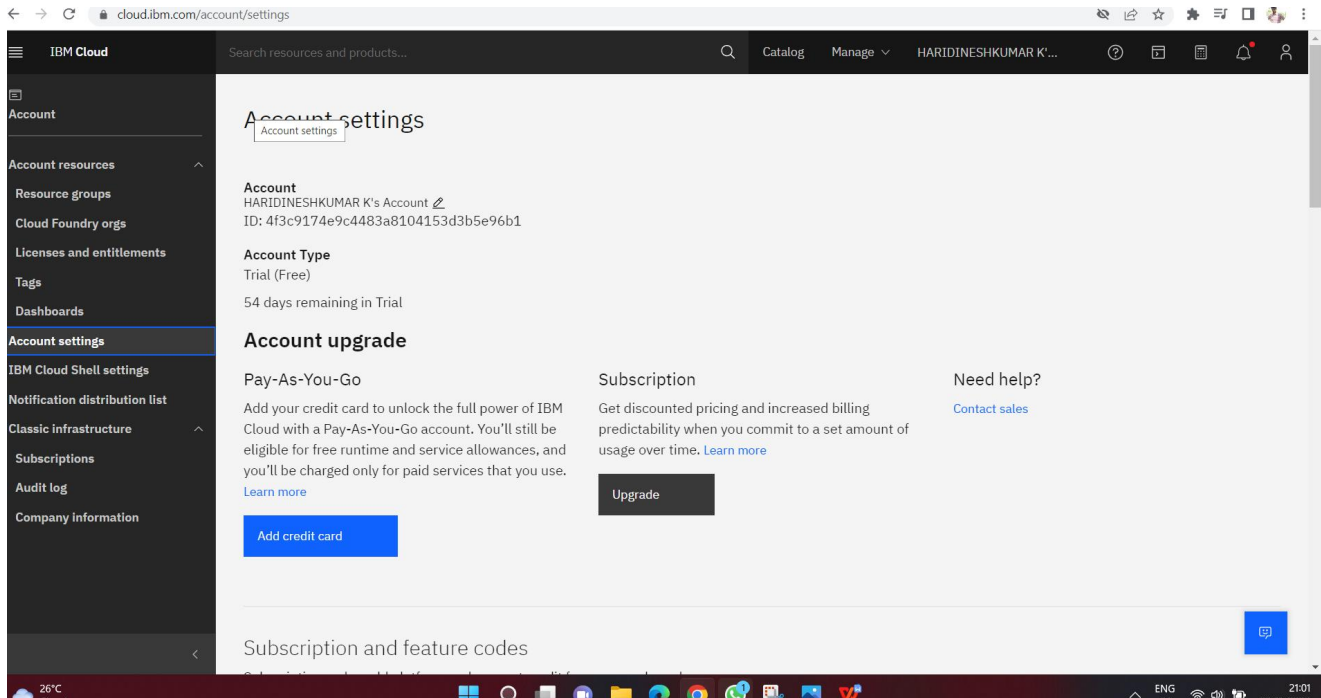 cloud.ibm.com/account/settings
IBM Cloud
Search resources and products...
Catalog
Manage
HARIDINESHKUMAR K'...
Account
Account resources
Resource groups
Cloud Foundry orgs
Licenses and entitlements
Tags
Dashboards
Account settings
IBM Cloud Shell settings
Notification distribution list
Classic infrastructure
Subscriptions
Audit log
Company information
Account settings
Account settings
Account
HARIDINESHKUMAR K's Account
ID: 4f3c9174e9c4483a8104153d3b5e96b1
Account Type
Trial (Free)
54 days remaining in Trial
Account upgrade
Pay-As-You-Go
Add your credit card to unlock the full power of IBM
Cloud with a Pay-As-You-Go account. You'll still be
eligible for free runtime and service allowances, and
you'll be charged only for paid services that you use.
Learn more
Add credit card
Subscription
Get discounted pricing and increased billing
predictability when you commit to a set amount of
usage over time. Learn more
Upgrade
Need help?
Contact sales
Subscription and feature codes
26°C
ENG
21:01